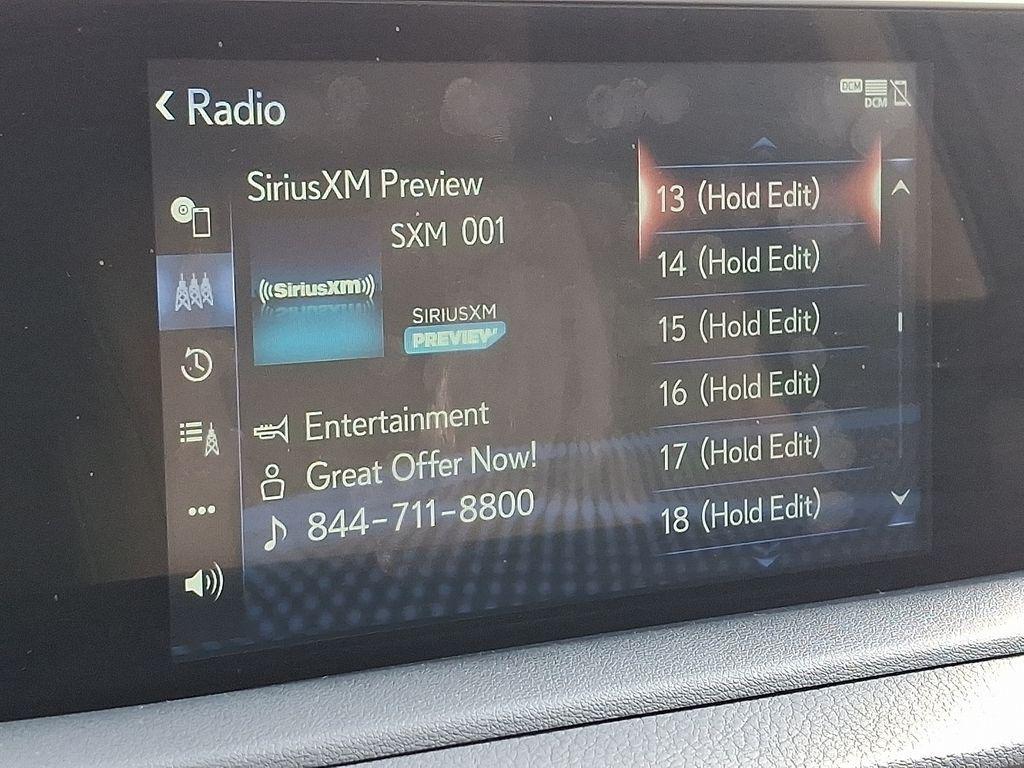 Radio
DCM
DCM
SiriusXM Preview
SXM 001
((SiriusXM))
SIRIUSXM
PREVIEW
Entertainment
Great Offer Now!
844-711-8800
13 (Hold Edit)
14 (Hold Edit)
15 (Hold Edit)
16 (Hold Edit)
17 (Hold Edit)
18 (Hold Edit)